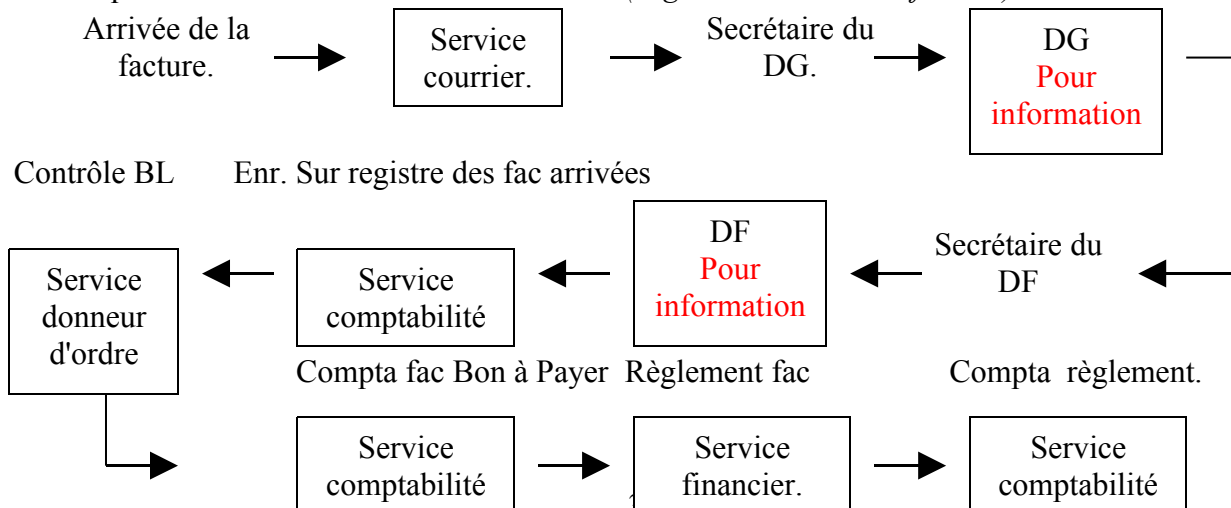 Arrivée de la
facture.
Service
courrier.
Secrétaire du
DG.
DG
Pour
information
Contrôle BL Enr. Sur registre des fac arrivées
Service
donneur
d'ordre
Service
comptabilité
DF
Pour
information
Secrétaire du
DF
Compta fac Bon à Payer Règlement fac Compta règlement.
Service
comptabilité
Service
financier.
Service
comptabilité